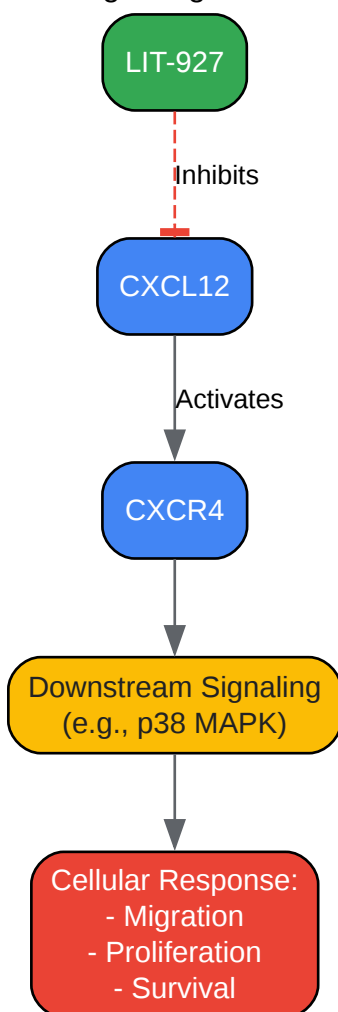 LIT-927
Inhibits
CXCL12
Activates
CXCR4
Downstream Signaling
(e.g., p38 MAPK)
Cellular Response:
- Migration
- Proliferation
- Survival